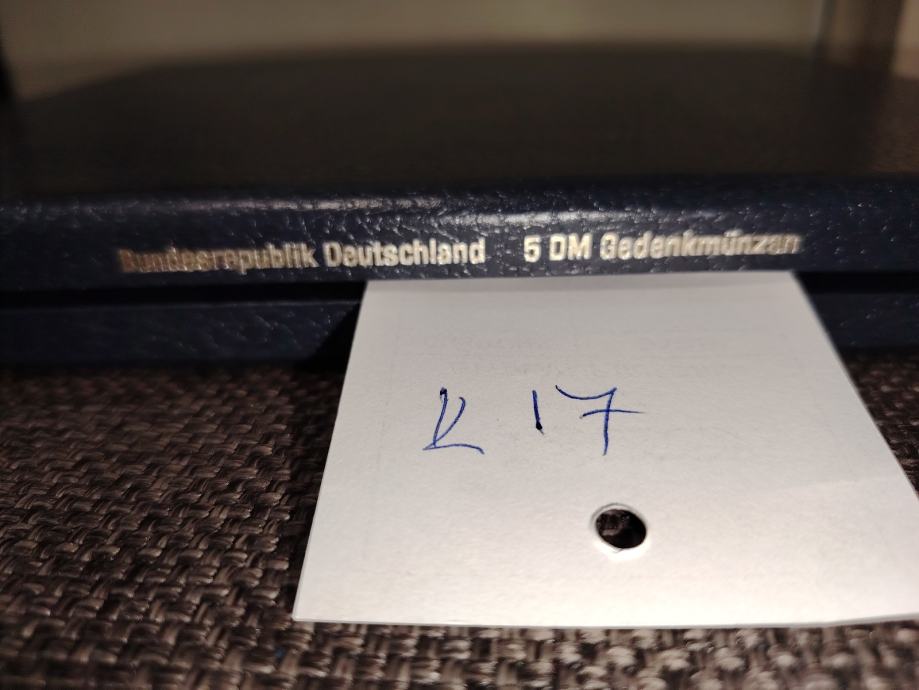 Bundesrepublik Deutschland 5 DM Gedenkmünzen
K 17